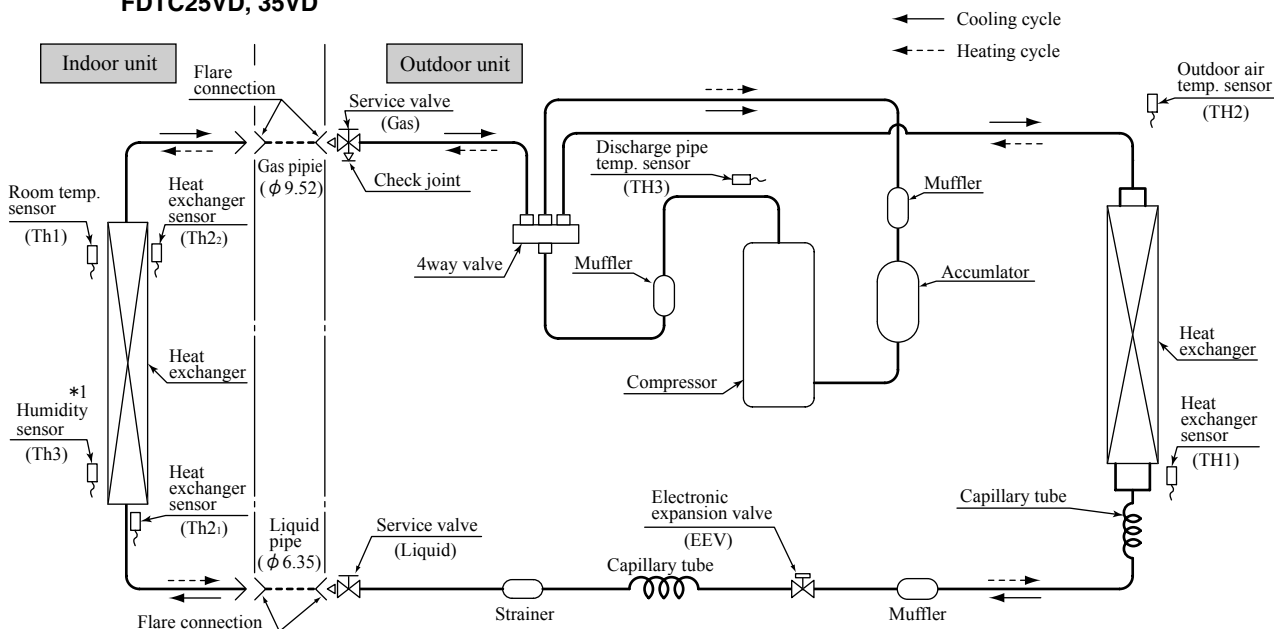 FDTC25VD, 35VD
Cooling cycle
Heating cycle
Indoor unit
Outdoor unit
Flare
connection
Service valve
(Gas)
Outdoor air
temp. sensor
(TH2)
Gas pipie
(ϕ9.52)
Check joint
Discharge pipe
temp. sensor
(TH3)
Muffler
Room temp.
sensor
(Th1)
Heat
exchanger
sensor
(Th2₂)
4way valve
Muffler
Accumlator
Heat
exchanger
Heat
exchanger
Compressor
*1
Humidity
sensor
(Th3)
Heat
exchanger
sensor
(TH1)
Heat
exchanger
sensor
(Th2₁)
Liquid
pipe
(ϕ6.35)
Service valve
(Liquid)
Electronic
expansion valve
(EEV)
Capillary tube
Capillary tube
Strainer
Muffler
Flare connection